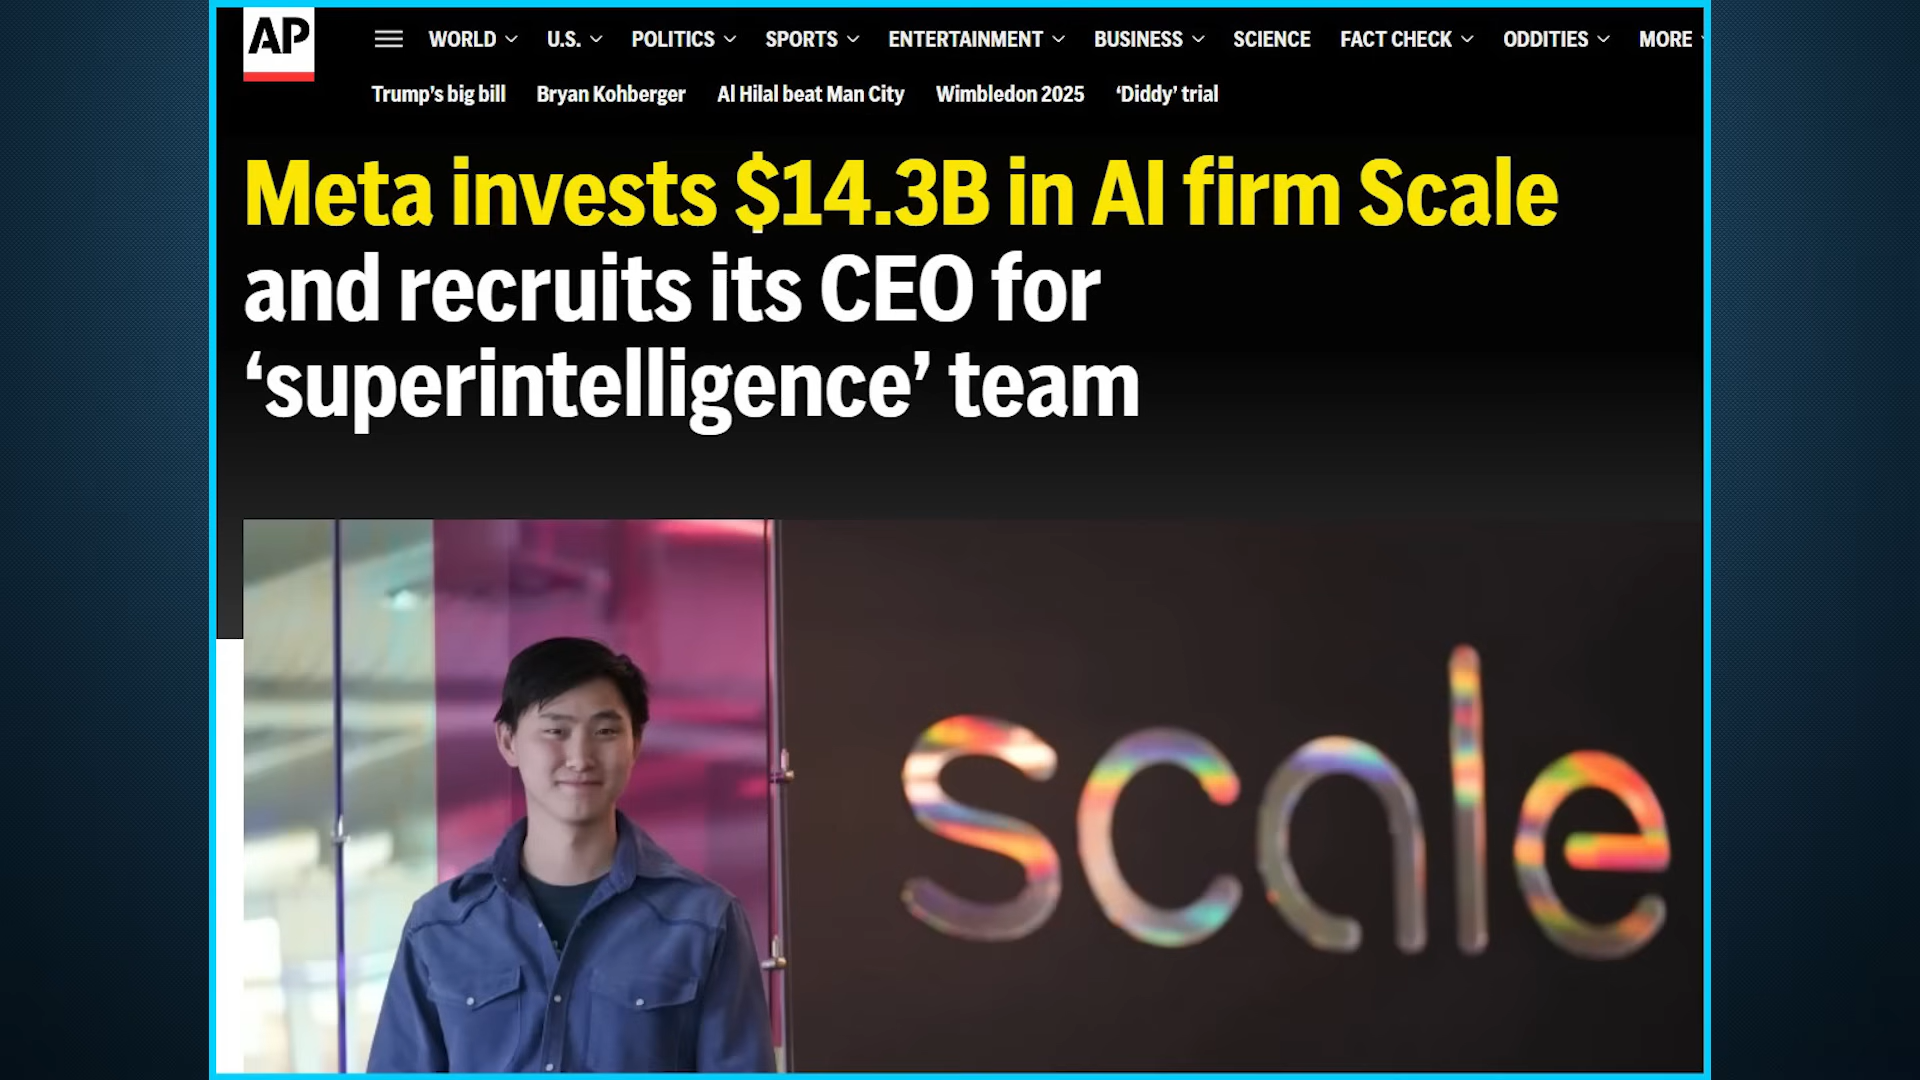 AP
WORLD U.S. POLITICS SPORTS ENTERTAINMENT BUSINESS SCIENCE FACT CHECK ODDITIES MORE
Trump's big bill Bryan Kohberger Al Hilal beat Man City Wimbledon 2025 ‘Diddy’ trial
Meta invests $14.3B in AI firm Scale
and recruits its CEO for
‘superintelligence’ team
scale